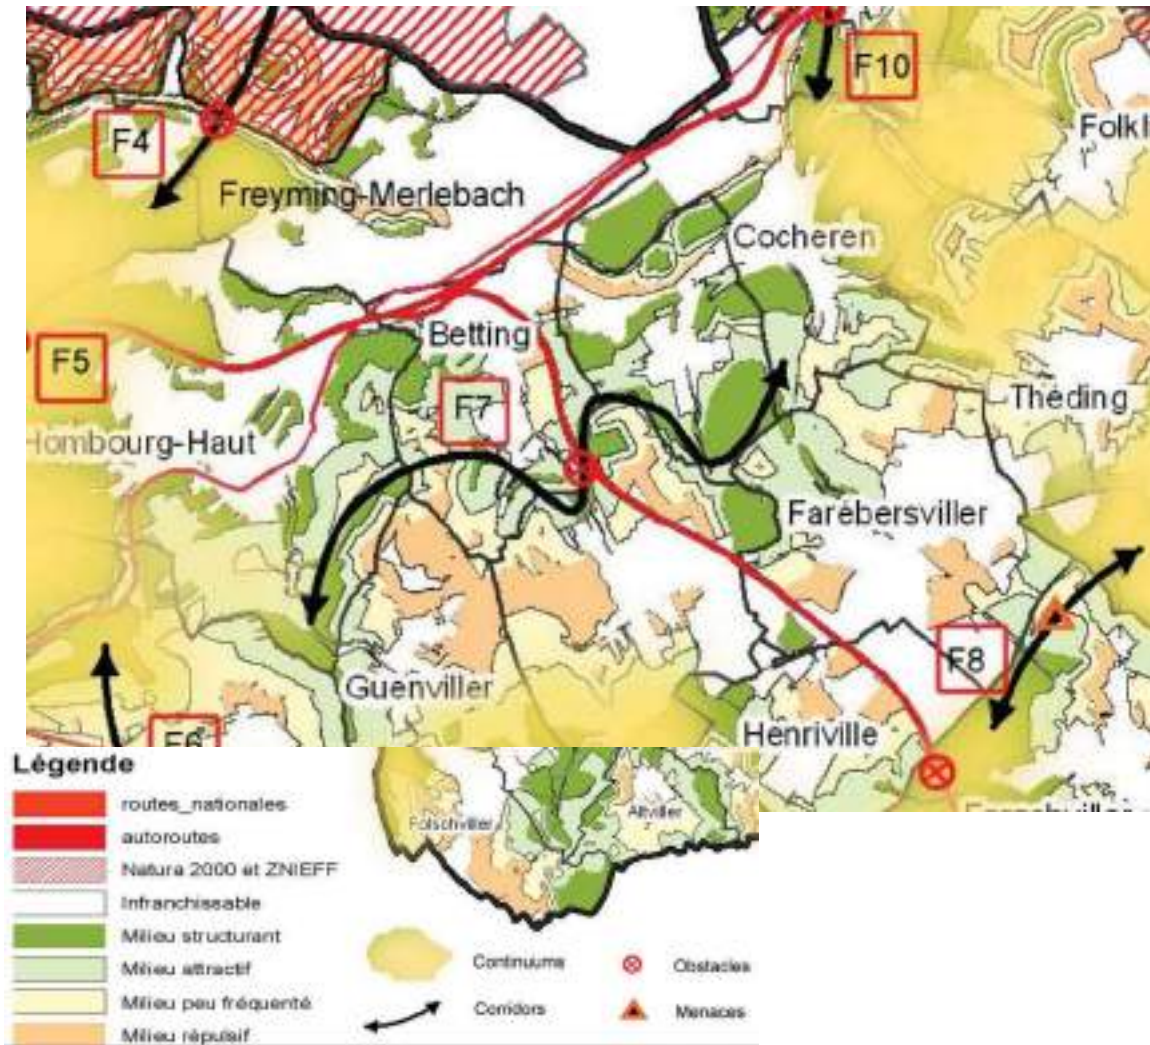 F10
F4
Folkl
Freyming-Merlebach
Cocheren
Betting
F5
F7
Théding
Hombourg-Haut
Farébersviller
F8
Guenviller
F6
Henriville
Légende
routes_nationales
autoroutes
Natura 2000 et ZNIEFF
Infranchissable
Milieu structurant
Milieu attractif
Milieu peu fréquenté
Milieu répulsif
Folschviller
Altviller
Continuums
Corridors
Obstacles
Menaces